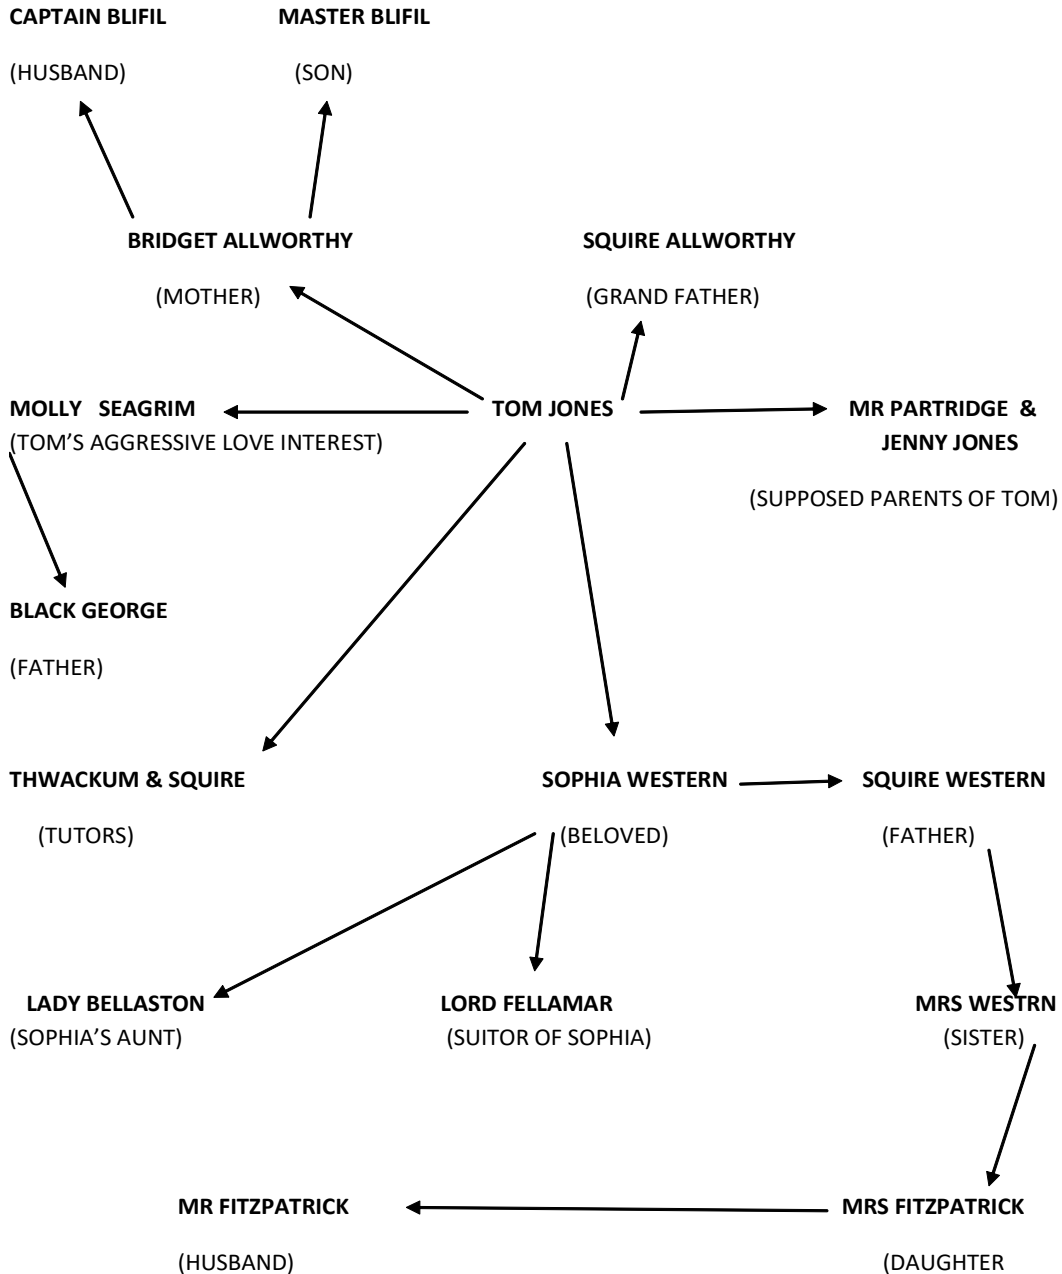 CAPTAIN BLIFIL MASTER BLIFIL
(HUSBAND) (SON)
BRIDGET ALLWORTHY SQUIRE ALLWORTHY
(MOTHER) (GRAND FATHER)
MOLLY SEAGRIM TOM JONES MR PARTRIDGE &
(TOM'S AGGRESSIVE LOVE INTEREST) JENNY JONES
(SUPPOSED PARENTS OF TOM)
BLACK GEORGE
(FATHER)
THWACKUM & SQUIRE SOPHIA WESTERN SQUIRE WESTERN
(TUTORS) (BELOVED) (FATHER)
LADY BELLASTON LORD FELLAMAR MRS WESTRN
(SOPHIA'S AUNT) (SUITOR OF SOPHIA) (SISTER)
MR FITZPATRICK MRS FITZPATRICK
(HUSBAND) (DAUGHTER